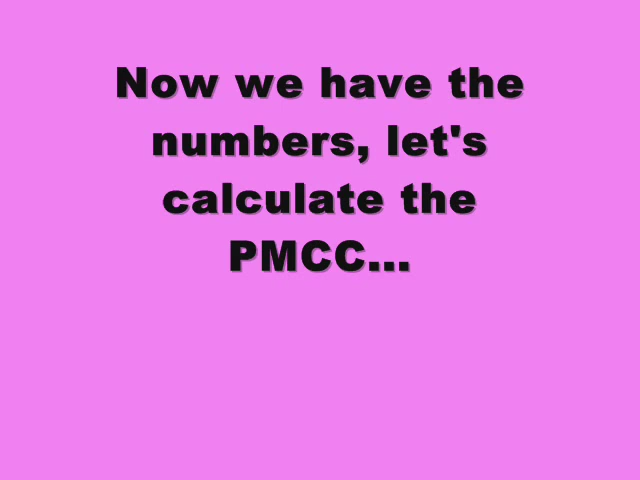 Now we have the
numbers, let's
calculate the
PMCC...